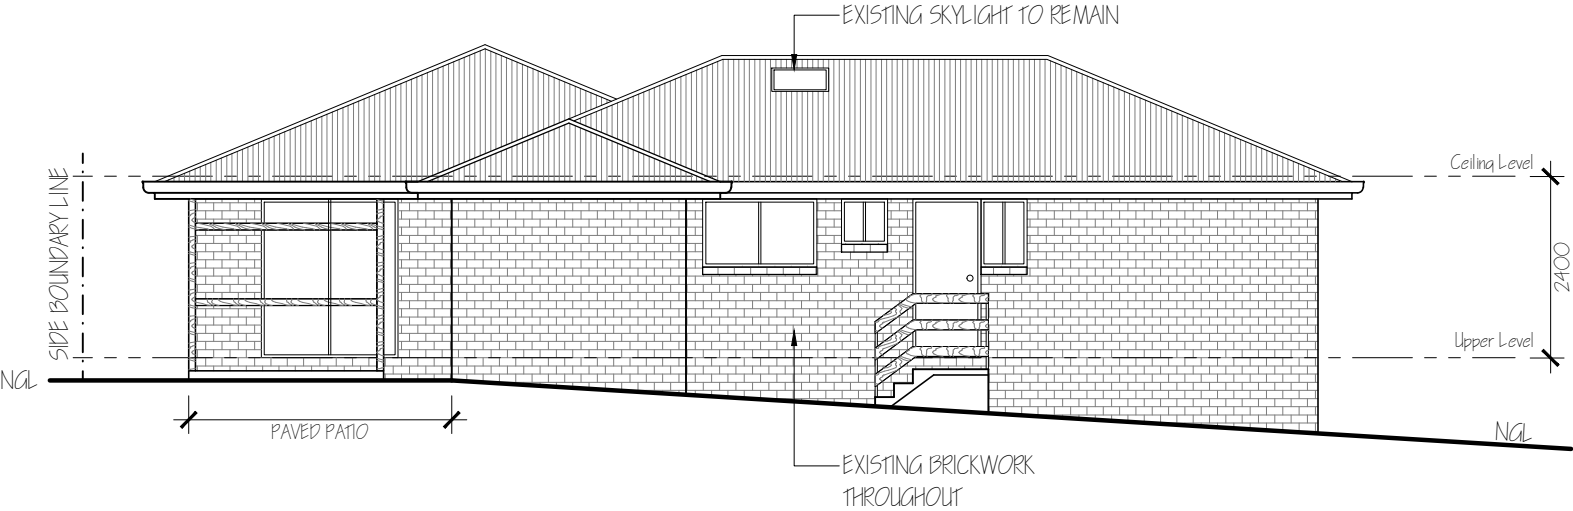 EXISTING SKYLIGHT TO REMAIN
Ceiling Level
SIDE BOUNDARY LINE
2400
Upper Level
NGL
PAVED PATIO
NGL
EXISTING BRICKWORK
THROUGHOUT